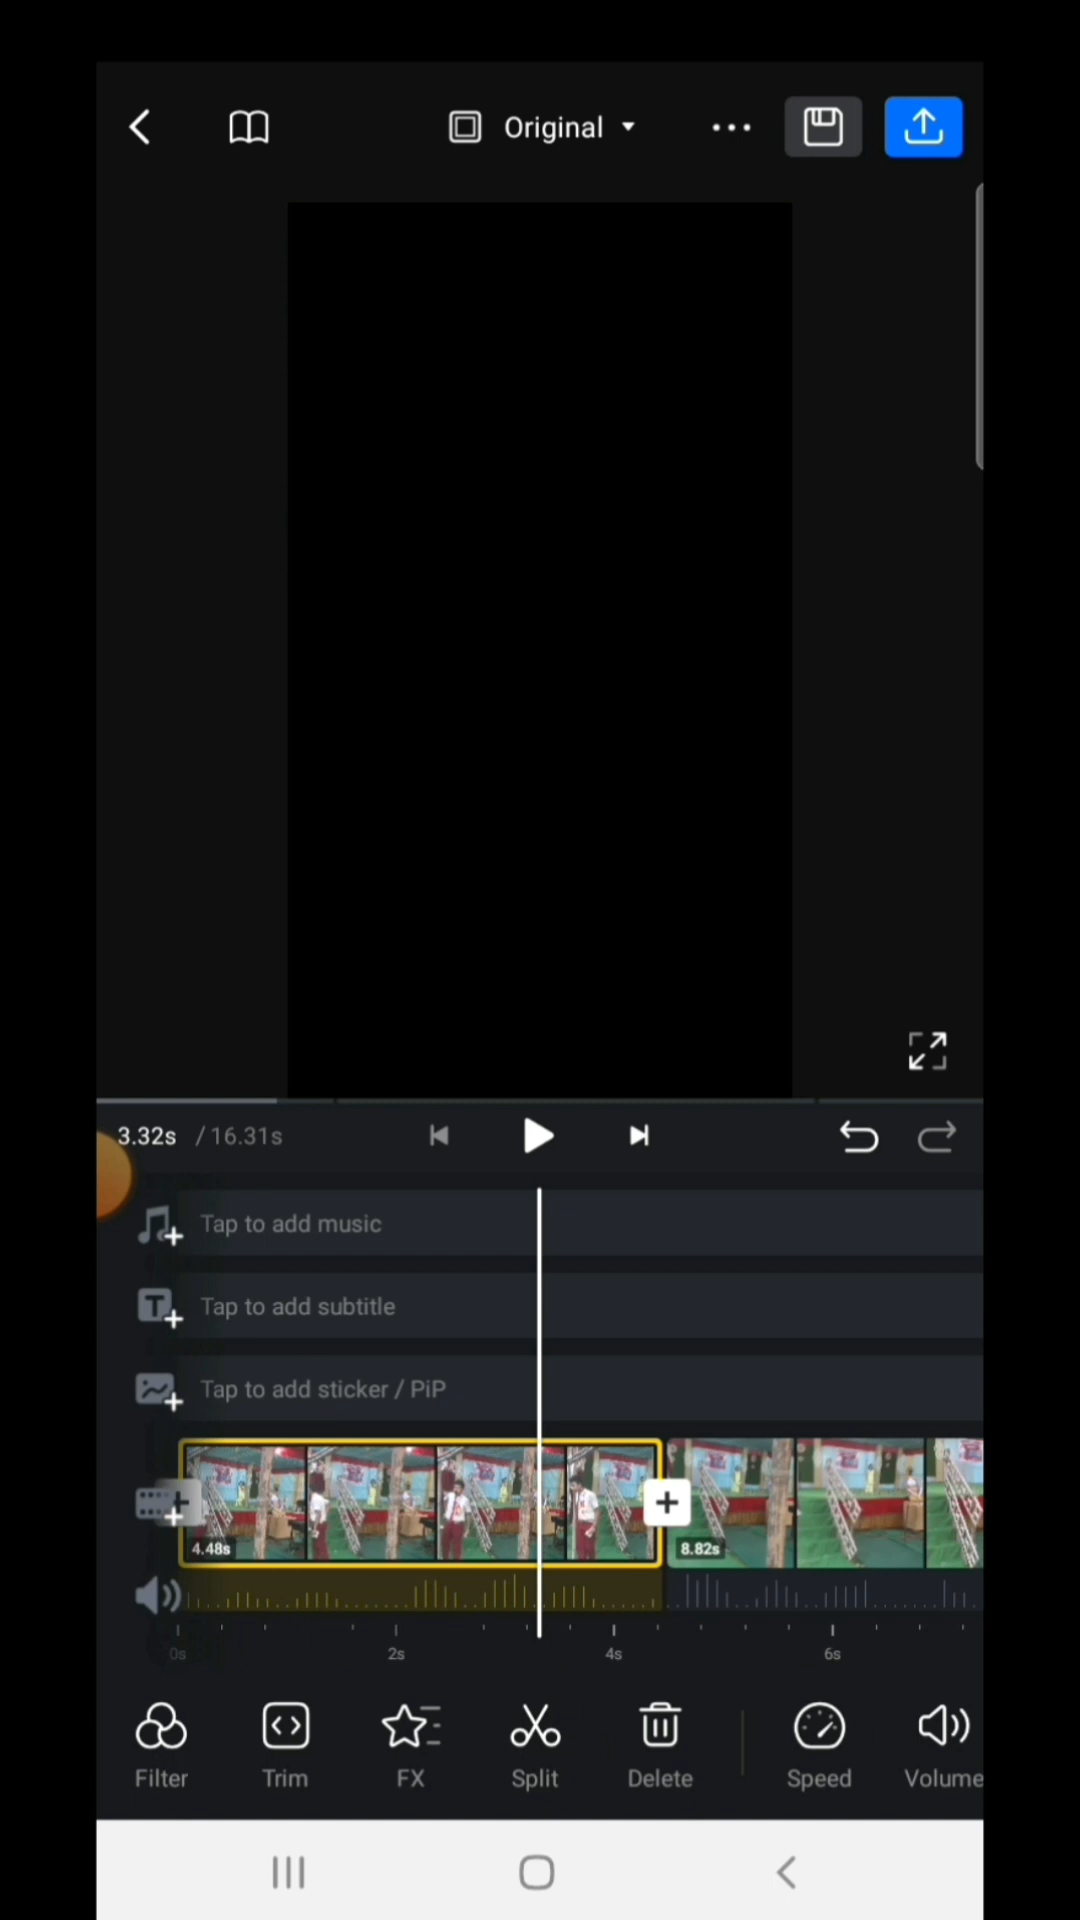 Original
3.32s / 16.31s
Tap to add music
Tap to add subtitle
Tap to add sticker / PiP
4.48s
8.82s
0s 2s 4s 6s
Filter Trim FX Split Delete Speed Volume